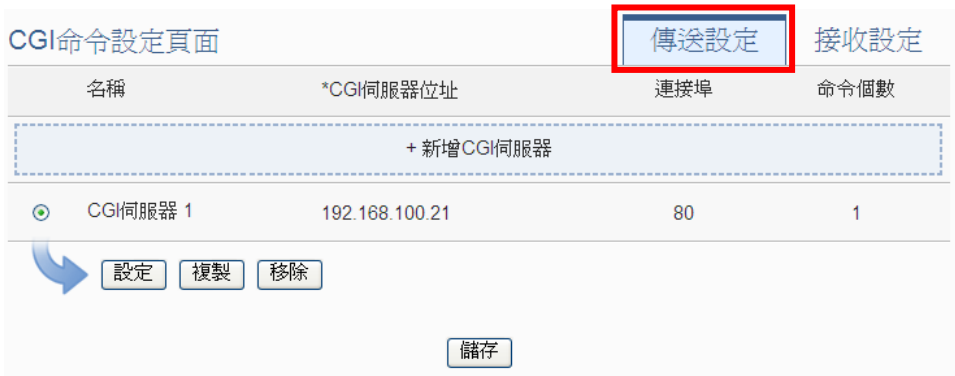 CGI命令設定頁面 傳送設定 接收設定
名稱 *CGI伺服器位址 連接埠 命令個數
+ 新增CGI伺服器
CGI伺服器 1 192.168.100.21 80 1
設定 複製 移除
儲存